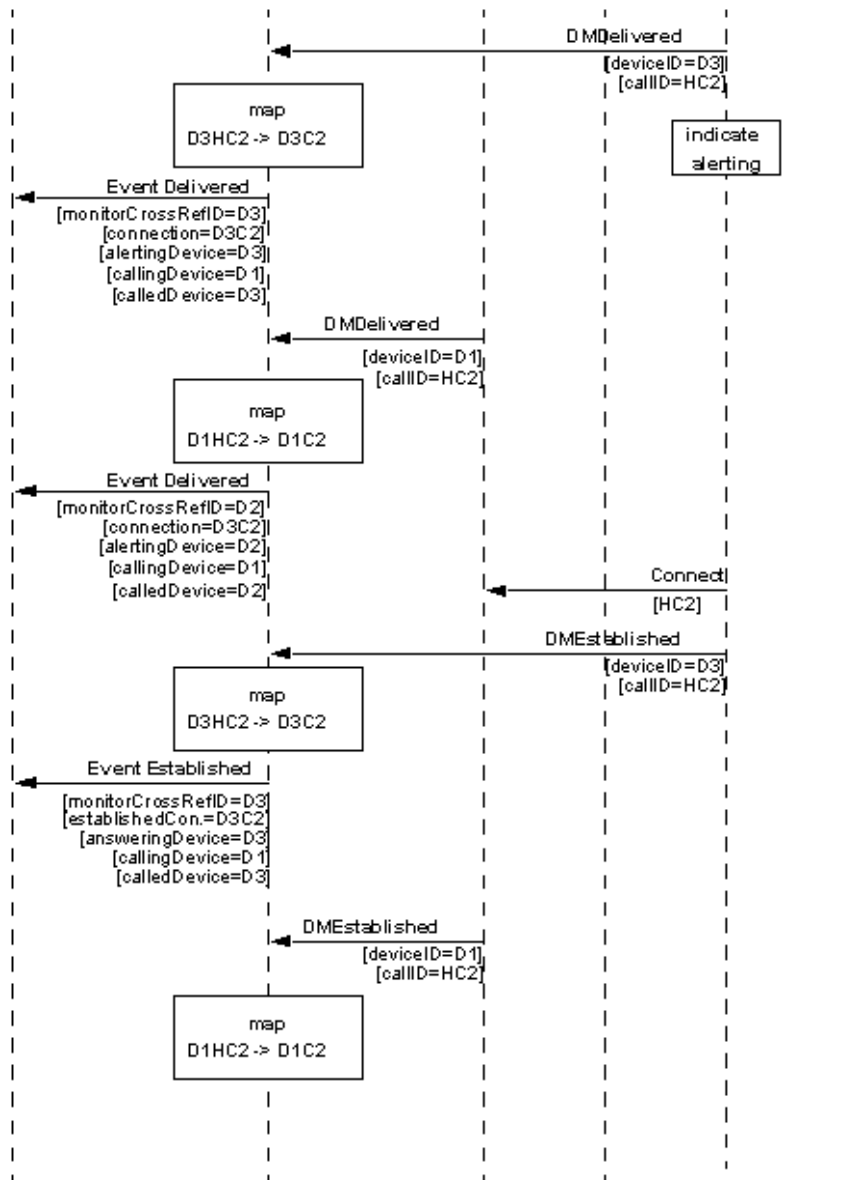 DMDelivered
[deviceID=D3]
[callID=HC2]
map
D3HC2 -> D3C2
indicate
alerting
Event Delivered
[monitorCrossRefID=D3]
[connection=D3C2]
[alertingDevice=D3]
[callingDevice=D1]
[calledDevice=D3]
DMDelivered
[deviceID=D1]
[callID=HC2]
map
D1HC2 -> D1C2
Event Delivered
[monitorCrossRefID=D2]
[connection=D3C2]
[alertingDevice=D2]
[callingDevice=D1]
[calledDevice=D2]
Connect
[HC2]
DMEstablished
[deviceID=D3]
[callID=HC2]
map
D3HC2 -> D3C2
Event Established
[monitorCrossRefID=D3]
[establishedCon.=D3C2]
[answeringDevice=D3]
[callingDevice=D1]
[calledDevice=D3]
DMEstablished
[deviceID=D1]
[callID=HC2]
map
D1HC2 -> D1C2